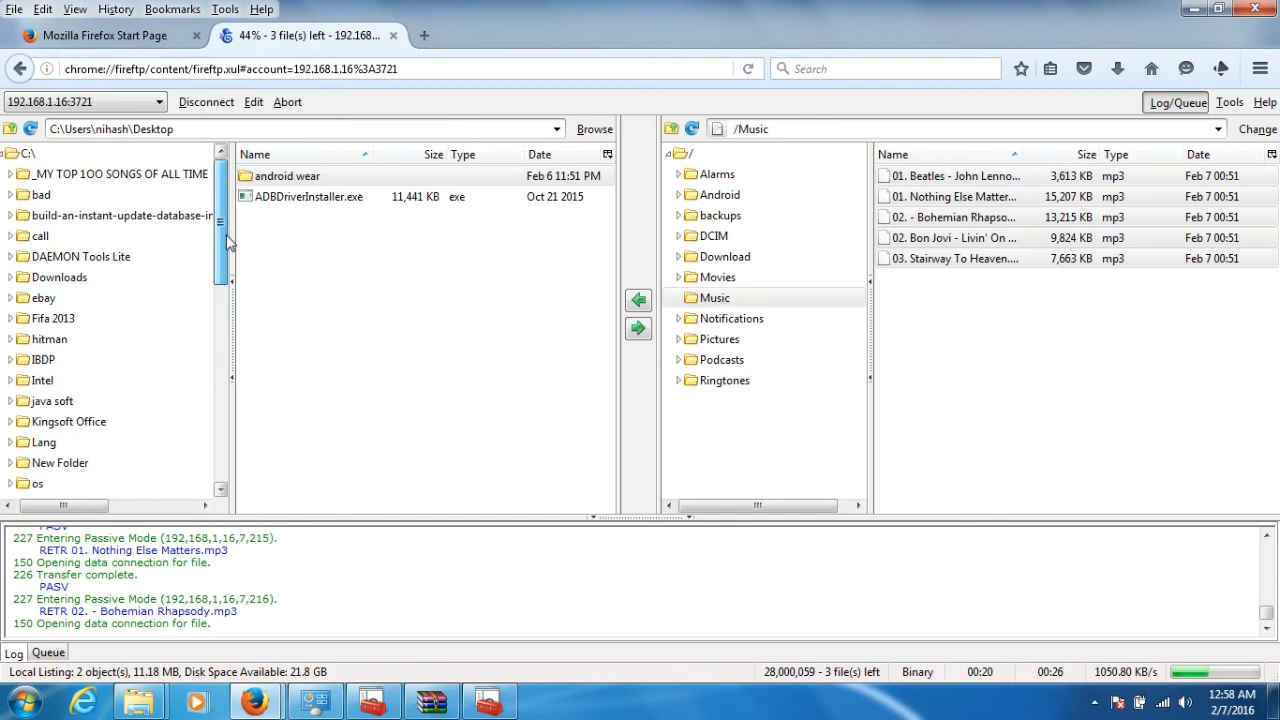 File Edit View History Bookmarks Tools Help
Mozilla Firefox Start Page
44% - 3 file(s) left - 192.168...
chrome://fireftp/content/fireftp.xul#account=192.168.1.16%3A3721
Search
192.168.1.16:3721 Disconnect Edit Abort Log/Queue Tools Help
C:\Users\nihash\Desktop Browse /Music Change
C:\
_MY TOP 1OO SONGS OF ALL TIME
bad
build-an-instant-update-database-in
call
DAEMON Tools Lite
Downloads
ebay
Fifa 2013
hitman
IBDP
Intel
java soft
Kingsoft Office
Lang
New Folder
os
Name Size Type Date
android wear Feb 6 11:51 PM
ADBDriverInstaller.exe 11,441 KB exe Oct 21 2015
/
Alarms
Android
backups
DCIM
Download
Movies
Music
Notifications
Pictures
Podcasts
Ringtones
Name Size Type Date
01. Beatles - John Lenno... 3,613 KB mp3 Feb 7 00:51
01. Nothing Else Matter... 15,207 KB mp3 Feb 7 00:51
02. - Bohemian Rhapso... 13,215 KB mp3 Feb 7 00:51
02. Bon Jovi - Livin' On ... 9,824 KB mp3 Feb 7 00:51
03. Stairway To Heaven.... 7,663 KB mp3 Feb 7 00:51
PASV
227 Entering Passive Mode (192,168,1,16,7,215).
RETR 01. Nothing Else Matters.mp3
150 Opening data connection for file.
226 Transfer complete.
PASV
227 Entering Passive Mode (192,168,1,16,7,216).
RETR 02. - Bohemian Rhapsody.mp3
150 Opening data connection for file.
Log Queue
Local Listing: 2 object(s), 11.18 MB, Disk Space Available: 21.8 GB 28,000,059 - 3 file(s) left Binary 00:20 00:26 1050.80 KB/s
12:58 AM
2/7/2016